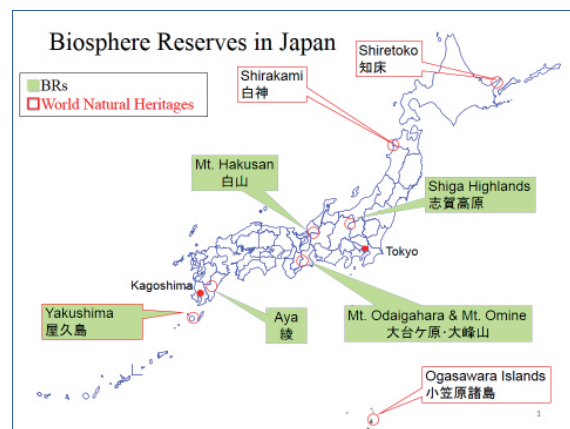 Biosphere Reserves in Japan
BRs
World Natural Heritages
Shiretoko
知床
Shirakami
白神
Mt. Hakusan
白山
Shiga Highlands
志賀高原
Tokyo
Kagoshima
Yakushima
屋久島
Aya
綾
Mt. Odaigahara & Mt. Omine
大台ケ原・大峰山
Ogasawara Islands
小笠原諸島
1